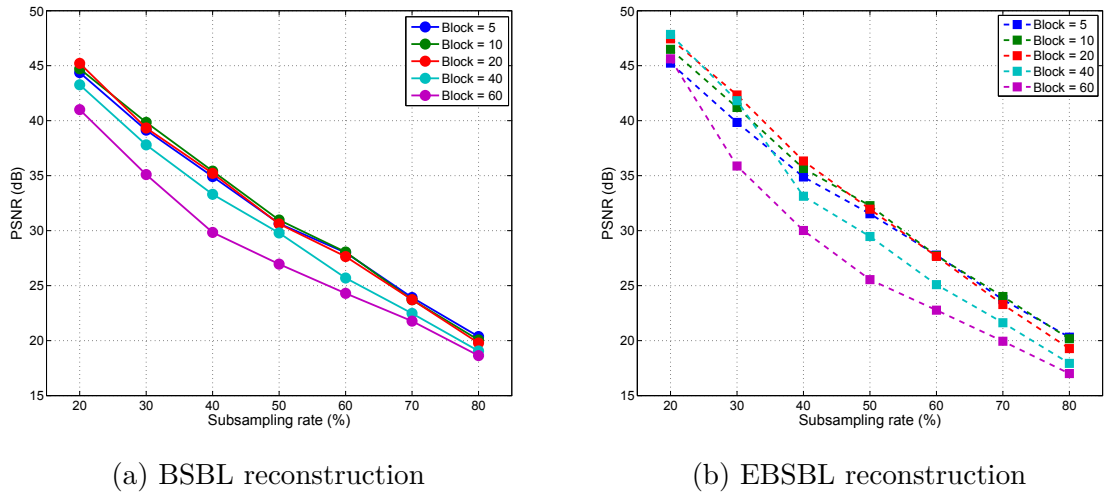 50
45
40
35
30
25
20
15
PSNR (dB)
20 30 40 50 60 70 80
Subsampling rate (%)
Block = 5
Block = 10
Block = 20
Block = 40
Block = 60
(a) BSBL reconstruction
50
45
40
35
30
25
20
15
PSNR (dB)
20 30 40 50 60 70 80
Subsampling rate (%)
Block = 5
Block = 10
Block = 20
Block = 40
Block = 60
(b) EBSBL reconstruction